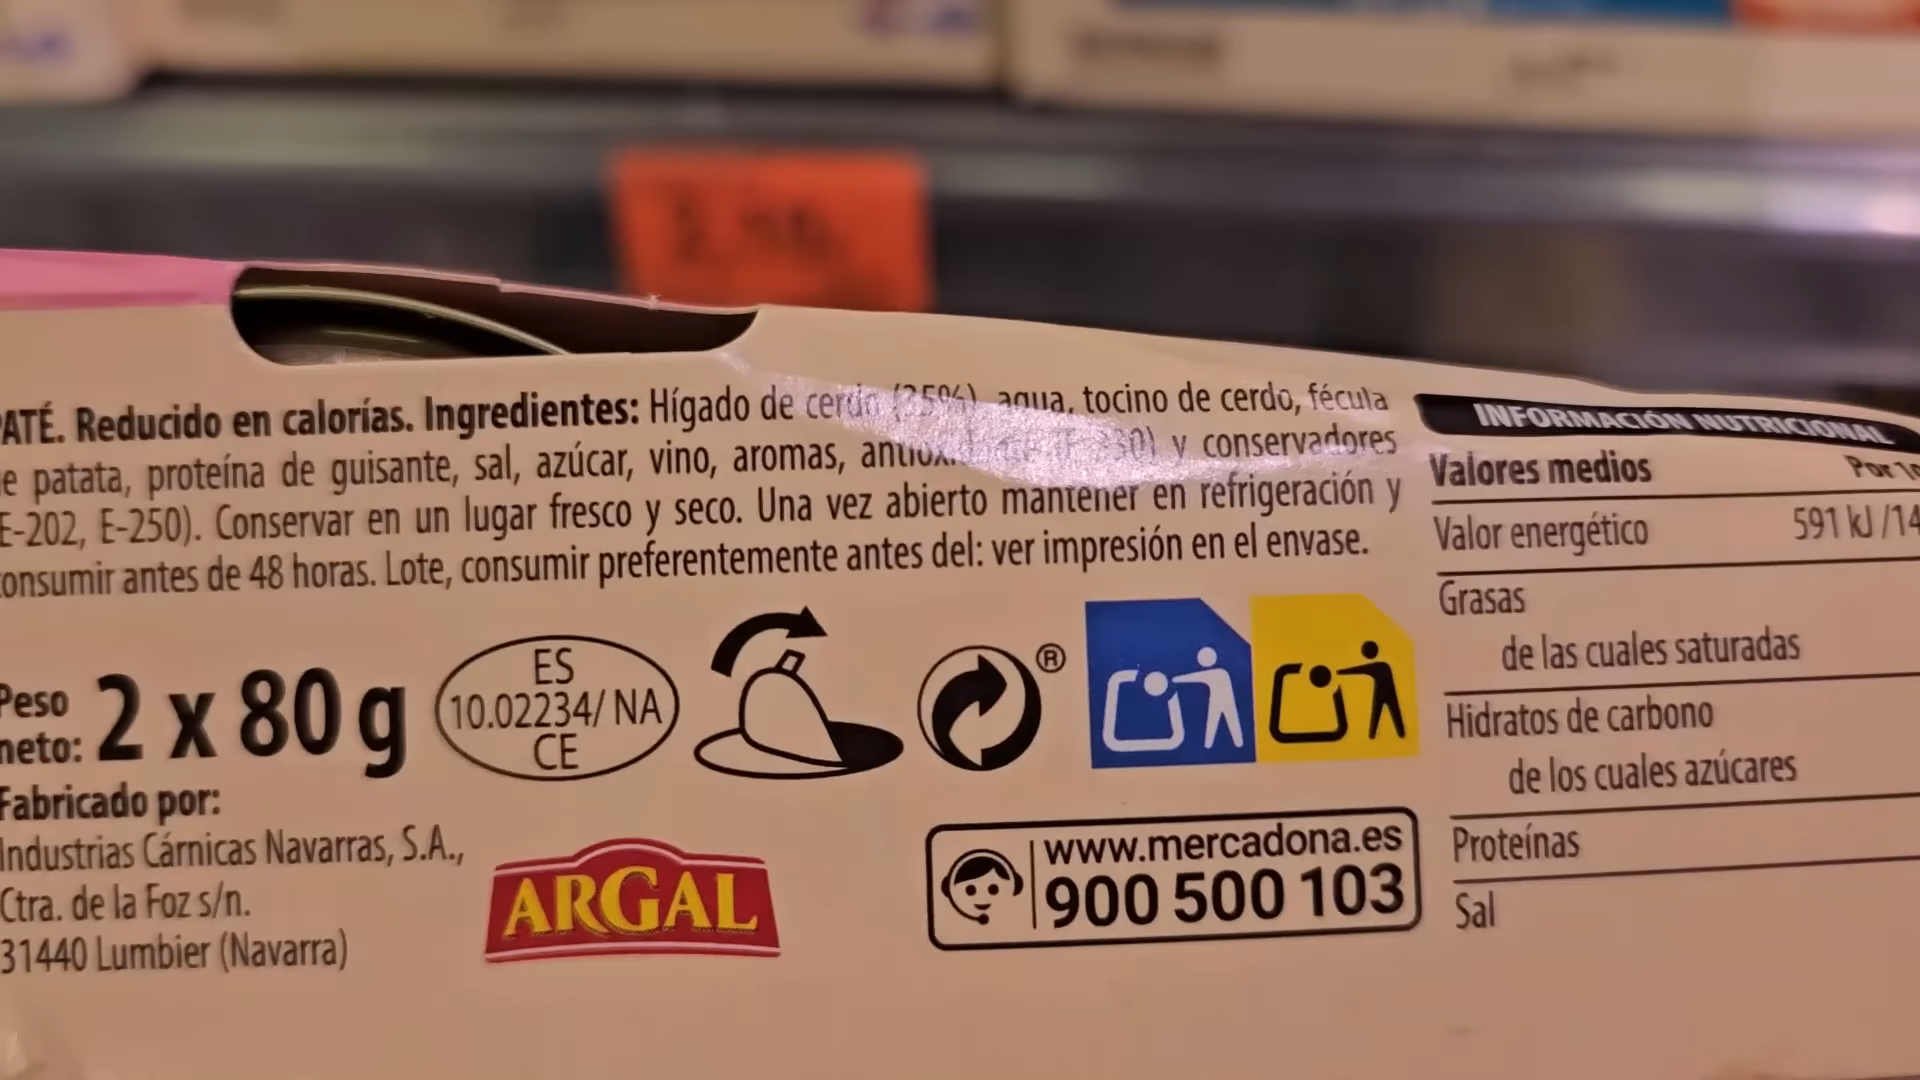 PATÉ. Reducido en calorías. Ingredientes: Hígado de cerdo (25%), agua, tocino de cerdo, fécula
patata, proteína de guisante, sal, azúcar, vino, aromas, y conservadores
E-202, E-250). Conservar en un lugar fresco y seco. Una vez abierto mantener en refrigeración y
consumir antes de 48 horas. Lote, consumir preferentemente antes del: ver impresión en el envase.
Peso
neto:
2 x 80 g
ES
10.02234/ NA
CE
®
Fabricado por:
Industrias Cárnicas Navarras, S.A.,
Ctra. de la Foz s/n.
31440 Lumbier (Navarra)
ARGAL
www.mercadona.es
900 500 103
INFORMACIÓN NUTRICIONAL
Valores medios
Por
Valor energético 591 kJ /14
Grasas
de las cuales saturadas
Hidratos de carbono
de los cuales azúcares
Proteínas
Sal